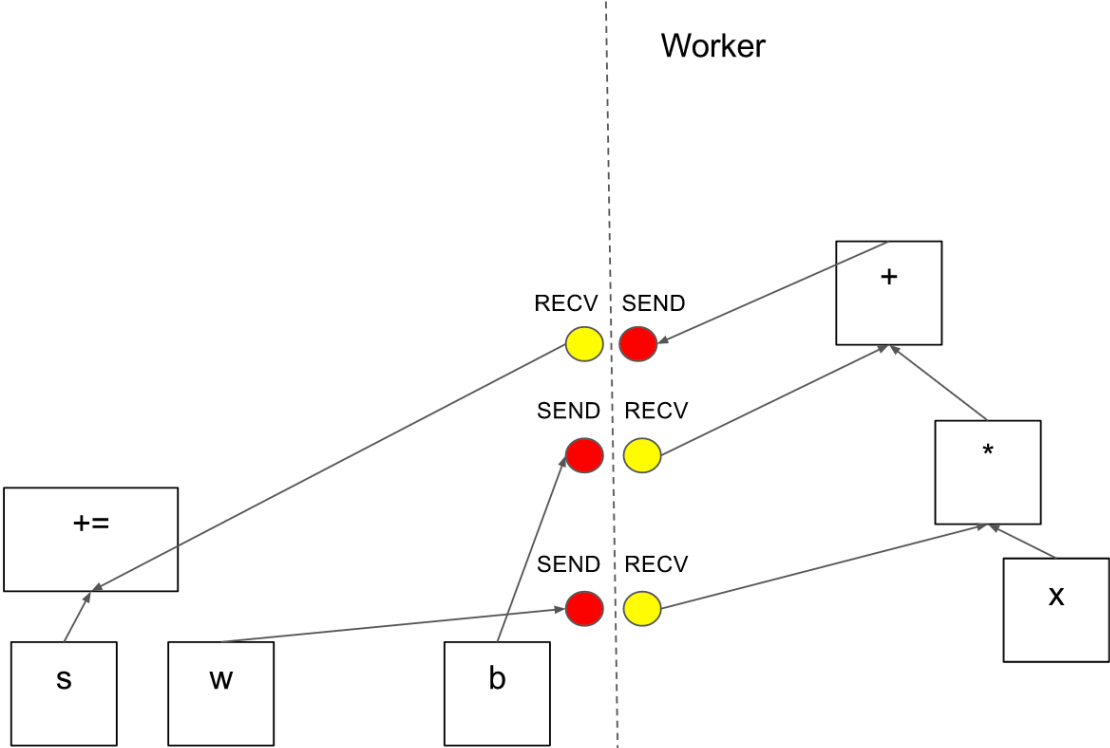 Worker
+
RECV SEND
SEND RECV
*
+=
SEND RECV
x
s
w
b